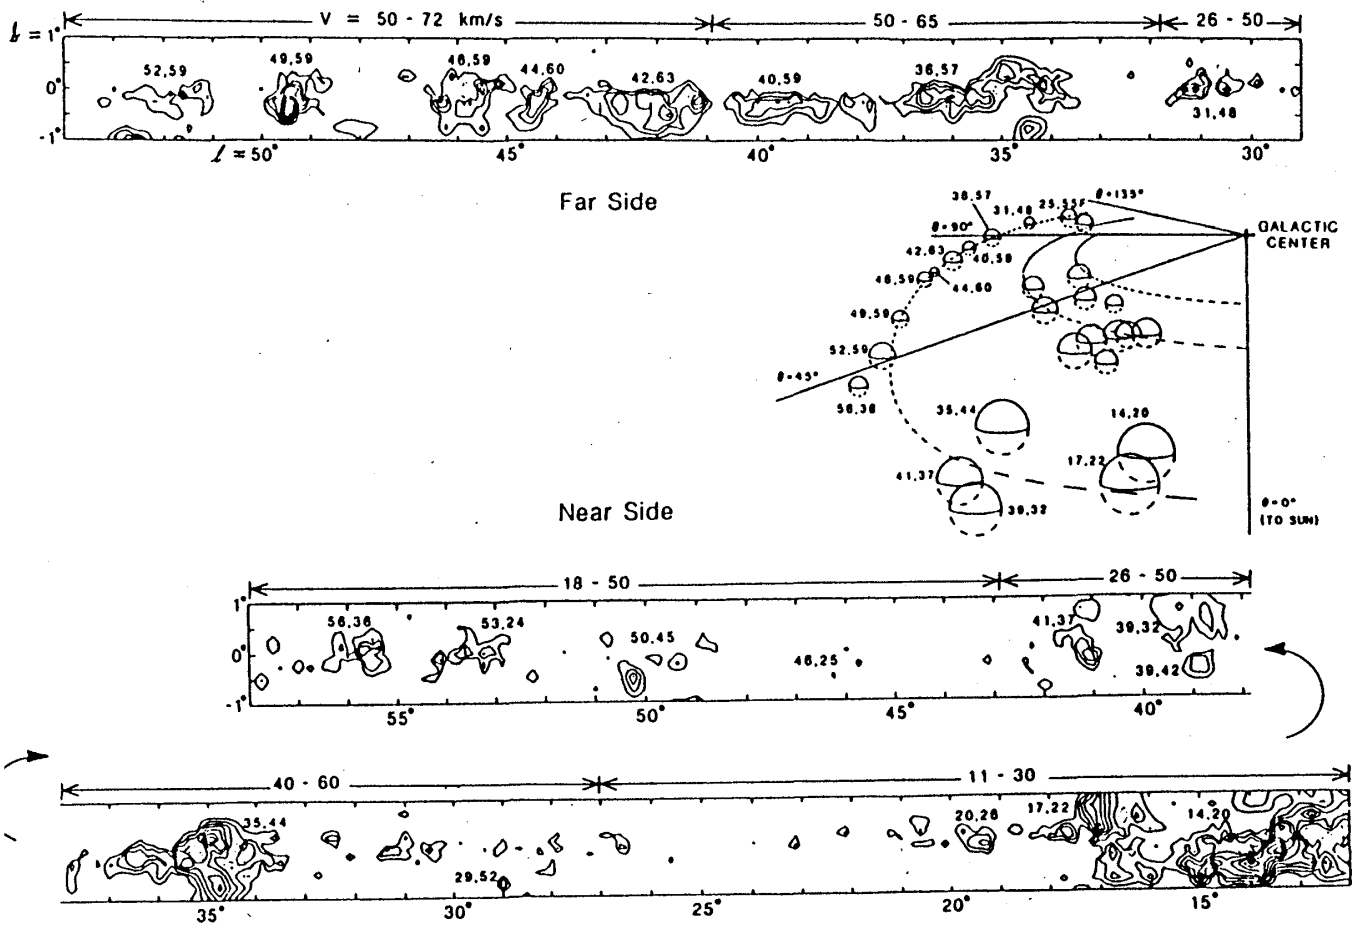 V = 50-72 km/s 50-65 26-50
b = 1°
0°
-1°
52,59 49,59 46,59 44,60 42,63 40,59 36,57 31,48
l = 50° 45° 40° 35° 30°
Far Side
36,57 31,48 25,55F θ=135°
θ=90° GALACTIC
CENTER
42,63 40,59
46,59 44,60
49,59
52,59
θ=45°
56,36 35,44 14,20
41,37 17,22
39,32
θ=0°
(TO SUN)
Near Side
18-50 26-50
1°
0°
-1°
56,36 53,24 50,45 46,25 41,37 39,32
39,42
55° 50° 45° 40°
40-60 11-30
35,44 20,26 17,22 14,20
29,52
35° 30° 25° 20° 15°